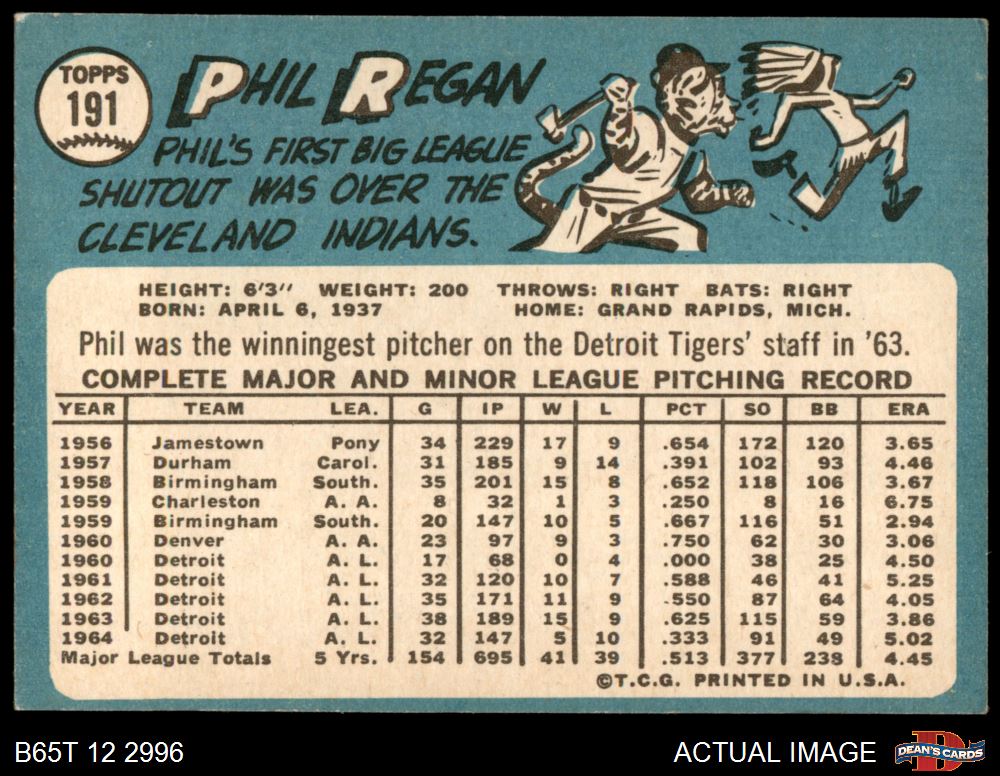 TOPPS
191
PHIL REGAN
PHIL'S FIRST BIG LEAGUE
SHUTOUT WAS OVER THE
CLEVELAND INDIANS.
HEIGHT: 6'3" WEIGHT: 200 THROWS: RIGHT BATS: RIGHT
BORN: APRIL 6, 1937 HOME: GRAND RAPIDS, MICH.
Phil was the winningest pitcher on the Detroit Tigers' staff in '63.
COMPLETE MAJOR AND MINOR LEAGUE PITCHING RECORD
YEAR TEAM LEA. G IP W L PCT SO BB ERA
1956 Jamestown Pony 34 229 17 9 .654 172 120 3.65
1957 Durham Carol. 31 185 9 14 .391 102 93 4.46
1958 Birmingham South. 35 201 15 8 .652 118 106 3.67
1959 Charleston A. A. 8 32 1 3 .250 8 16 6.75
1959 Birmingham South. 20 147 10 5 .667 116 51 2.94
1960 Denver A. A. 23 97 9 3 .750 62 30 3.06
1960 Detroit A. L. 17 68 0 4 .000 38 25 4.50
1961 Detroit A. L. 32 120 10 7 .588 46 41 5.25
1962 Detroit A. L. 35 171 11 9 .550 87 64 4.05
1963 Detroit A. L. 38 189 15 9 .625 115 59 3.86
1964 Detroit A. L. 32 147 5 10 .333 91 49 5.02
Major League Totals 5 Yrs. 154 695 41 39 .513 377 238 4.45
©T.C.G. PRINTED IN U.S.A.
B65T 12 2996 ACTUAL IMAGE DEAN'S CARDS